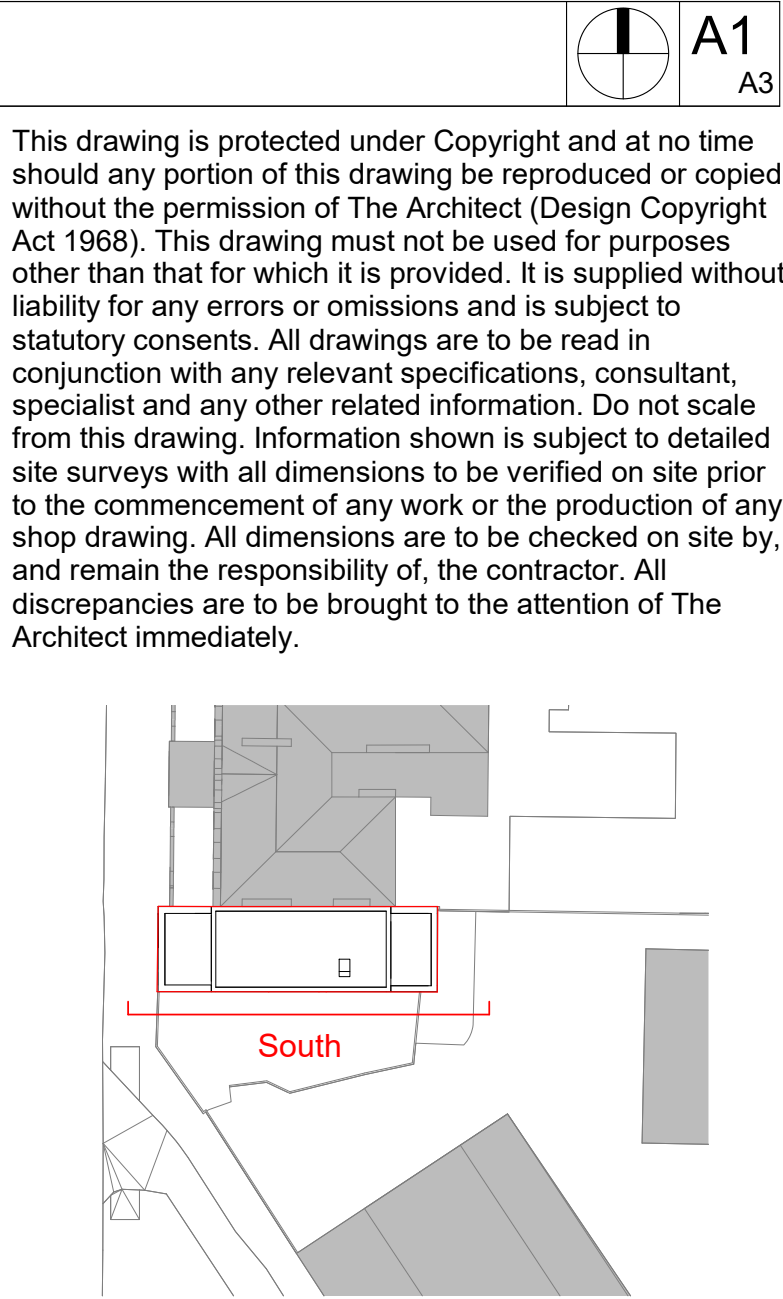 A1
A3
This drawing is protected under Copyright and at no time
should any portion of this drawing be reproduced or copied
without the permission of The Architect (Design Copyright
Act 1968). This drawing must not be used for purposes
other than that for which it is provided. It is supplied without
liability for any errors or omissions and is subject to
statutory consents. All drawings are to be read in
conjunction with any relevant specifications, consultant,
specialist and any other related information. Do not scale
from this drawing. Information shown is subject to detailed
site surveys with all dimensions to be verified on site prior
to the commencement of any work or the production of any
shop drawing. All dimensions are to be checked on site by,
and remain the responsibility of, the contractor. All
discrepancies are to be brought to the attention of The
Architect immediately.
South